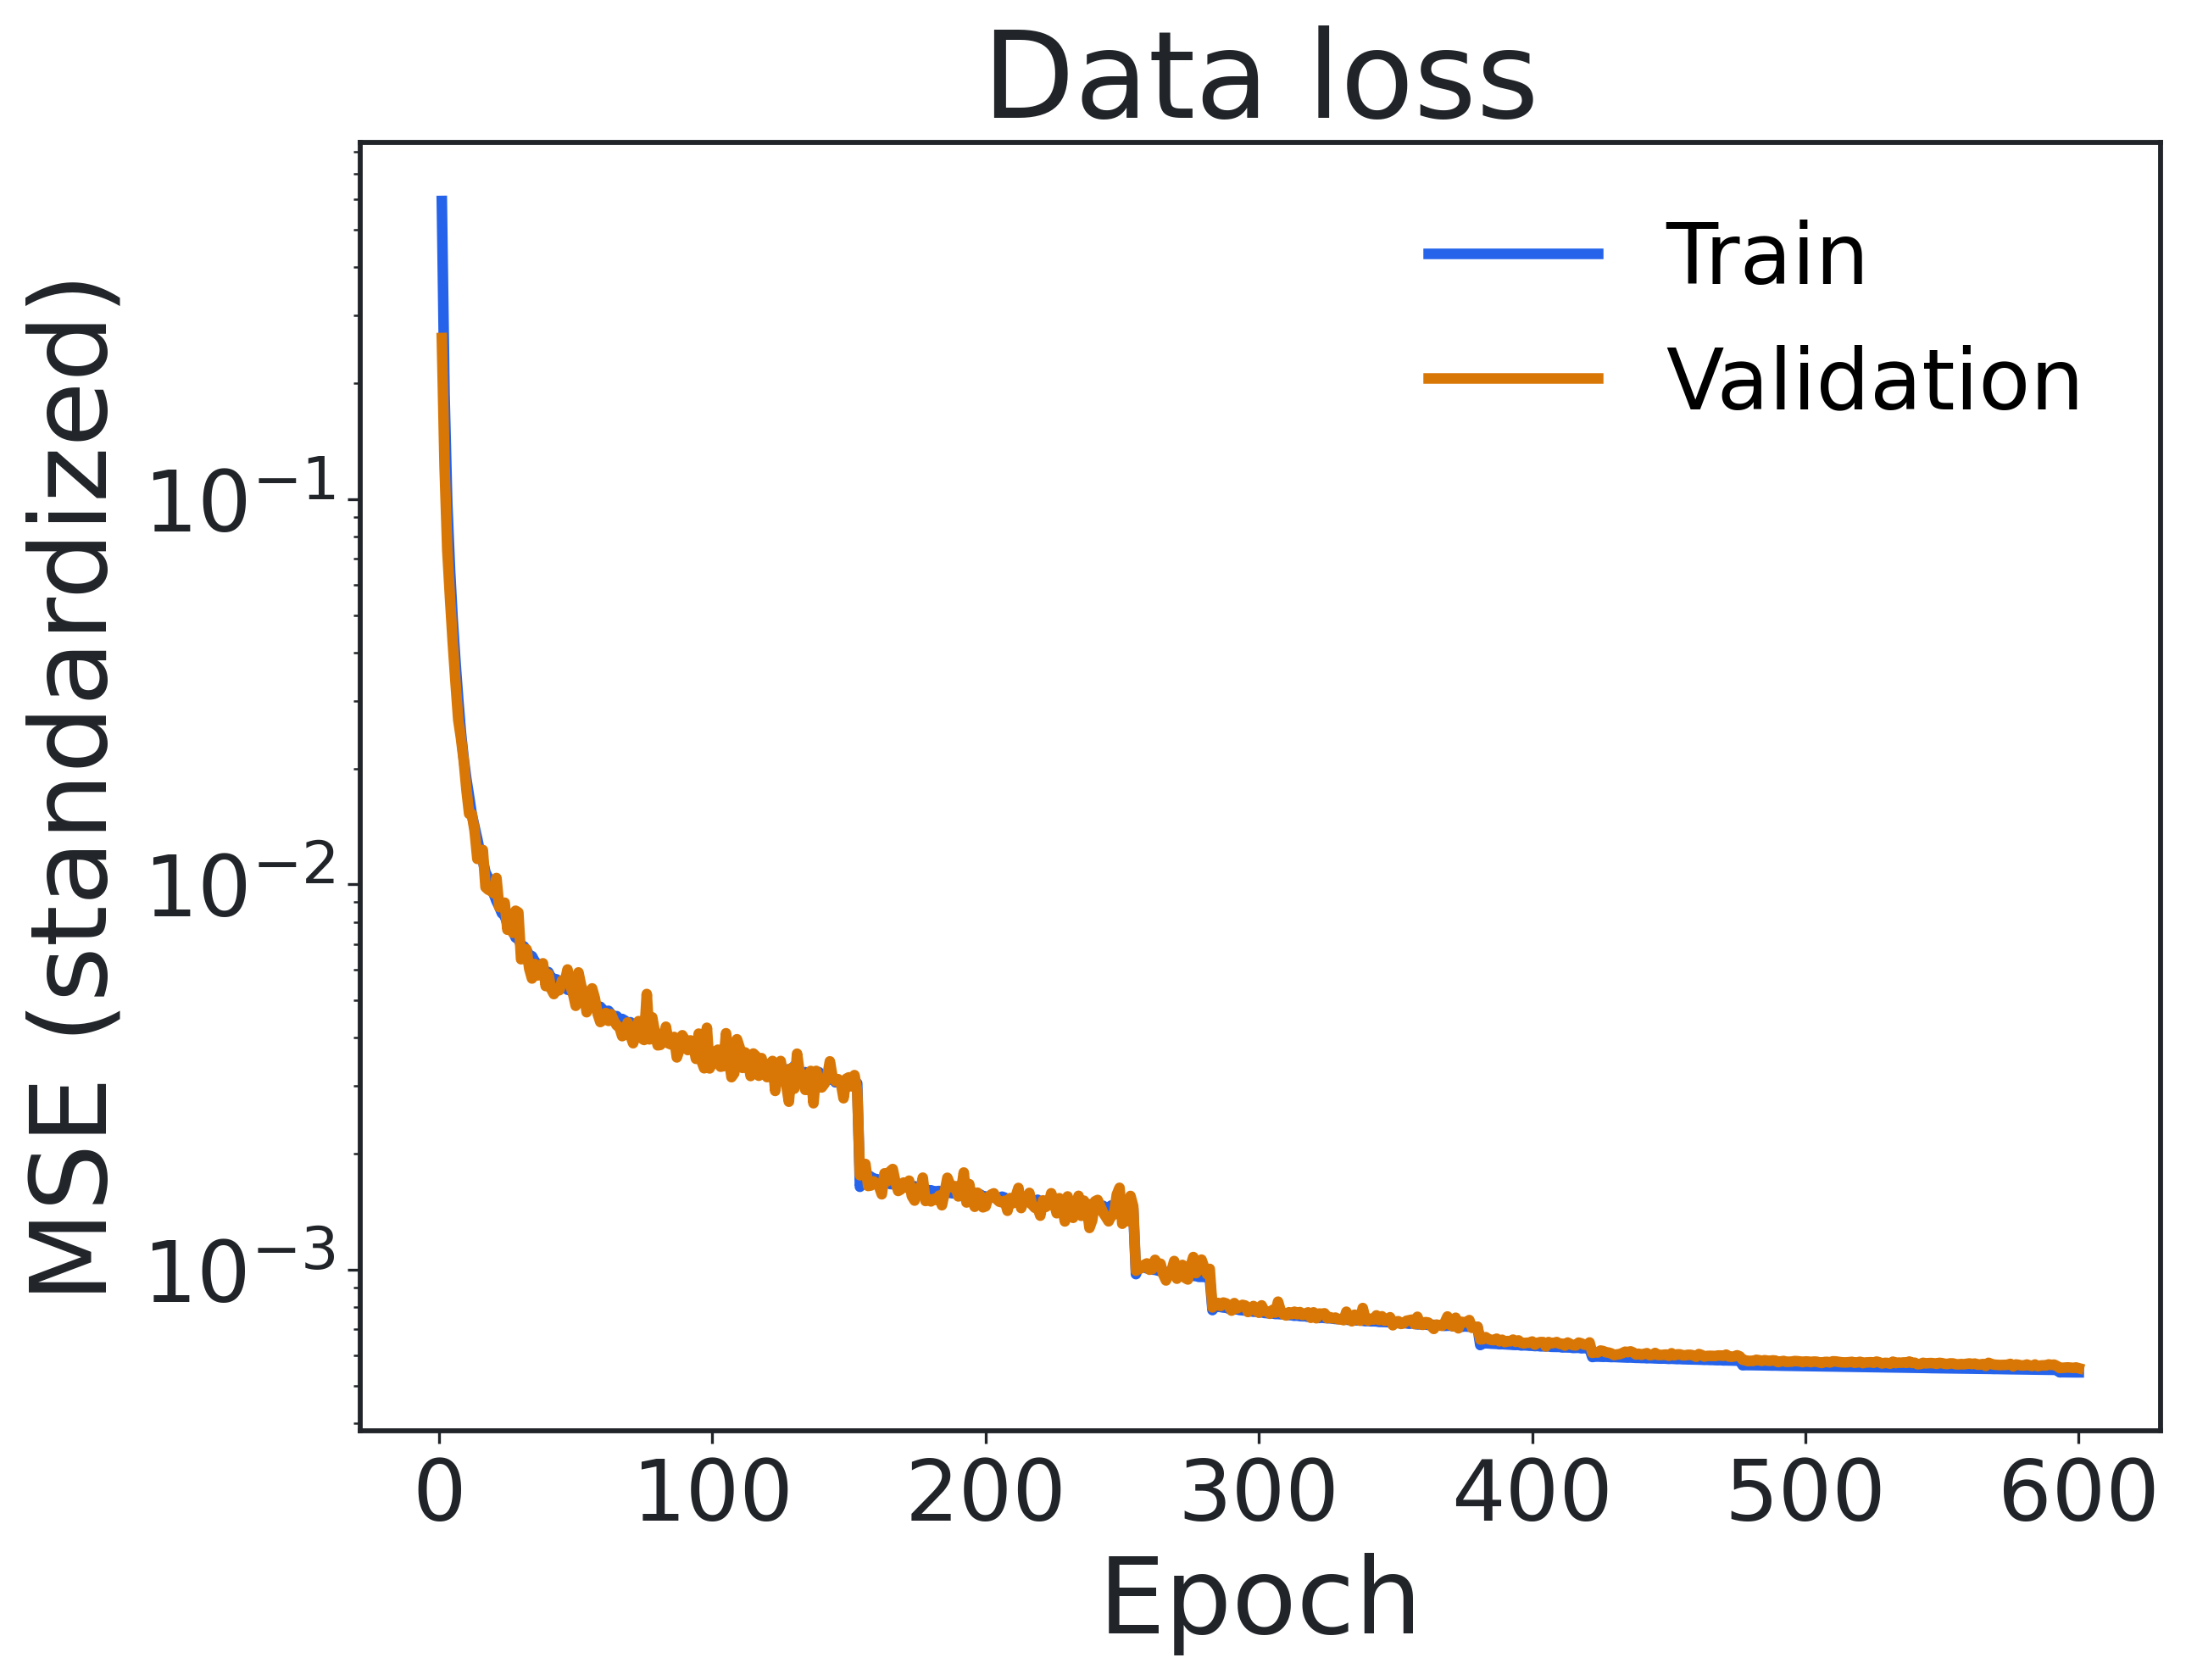 Data loss
Train
Validation
MSE (standardized)
10⁻¹
10⁻²
10⁻³
0 100 200 300 400 500 600
Epoch